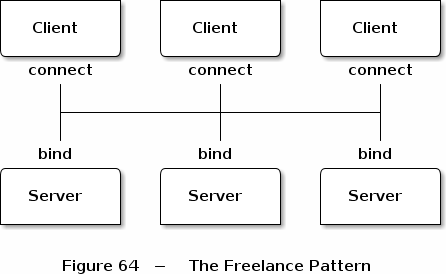 Client Client Client
connect connect connect
bind bind bind
Server Server Server
Figure 64 – The Freelance Pattern